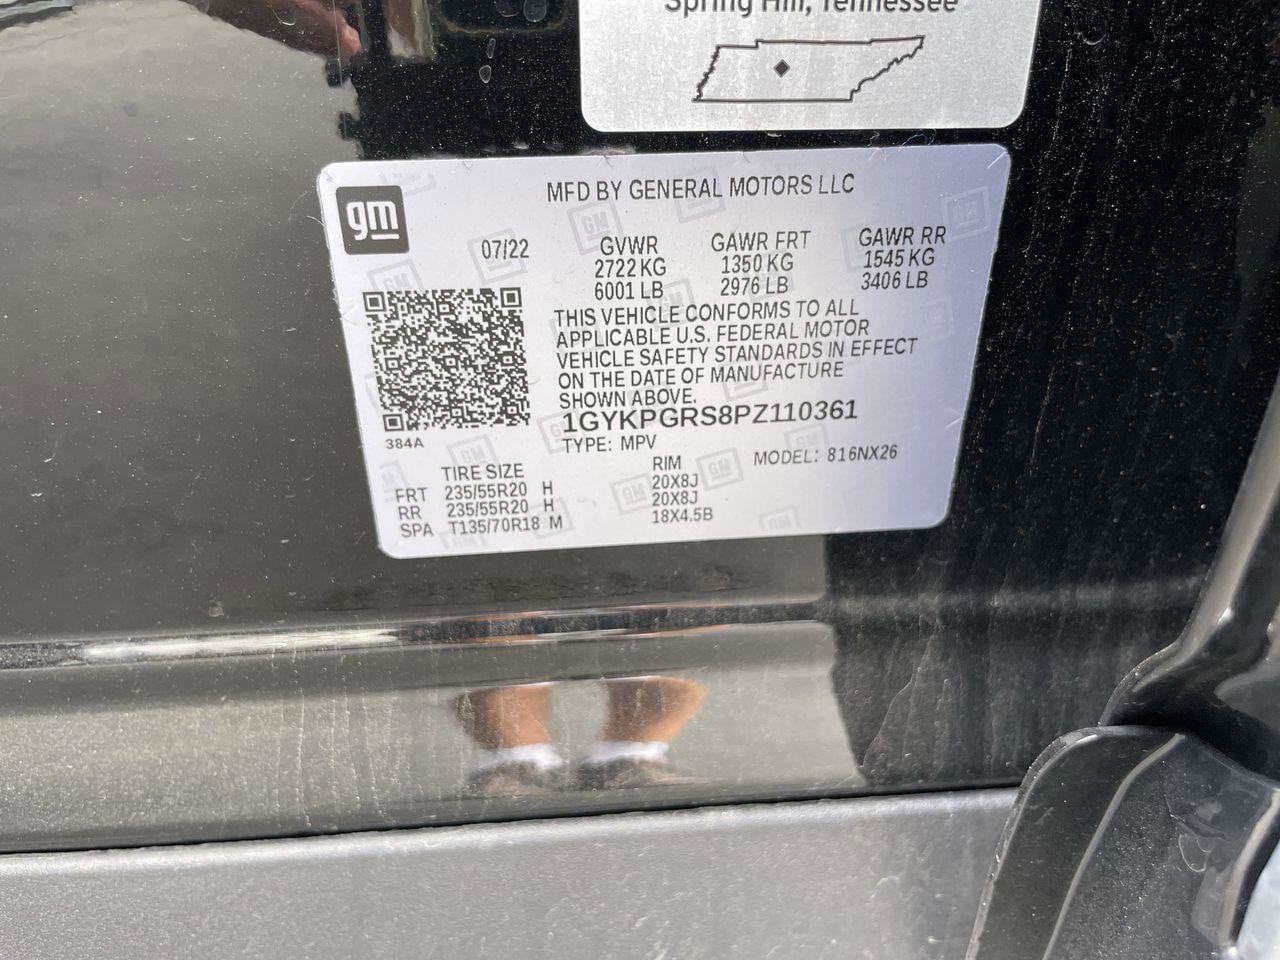 Spring Hill, Tennessee
gm
MFD BY GENERAL MOTORS LLC
07/22
GVWR
2722 KG
6001 LB
GAWR FRT
1350 KG
2976 LB
GAWR RR
1545 KG
3406 LB
THIS VEHICLE CONFORMS TO ALL
APPLICABLE U.S. FEDERAL MOTOR
VEHICLE SAFETY STANDARDS IN EFFECT
ON THE DATE OF MANUFACTURE
SHOWN ABOVE.
1GYKPGRS8PZ110361
TYPE: MPV
MODEL: 816NX26
384A
TIRE SIZE RIM
FRT 235/55R20 H 20X8J
RR 235/55R20 H 20X8J
SPA T135/70R18 M 18X4.5B